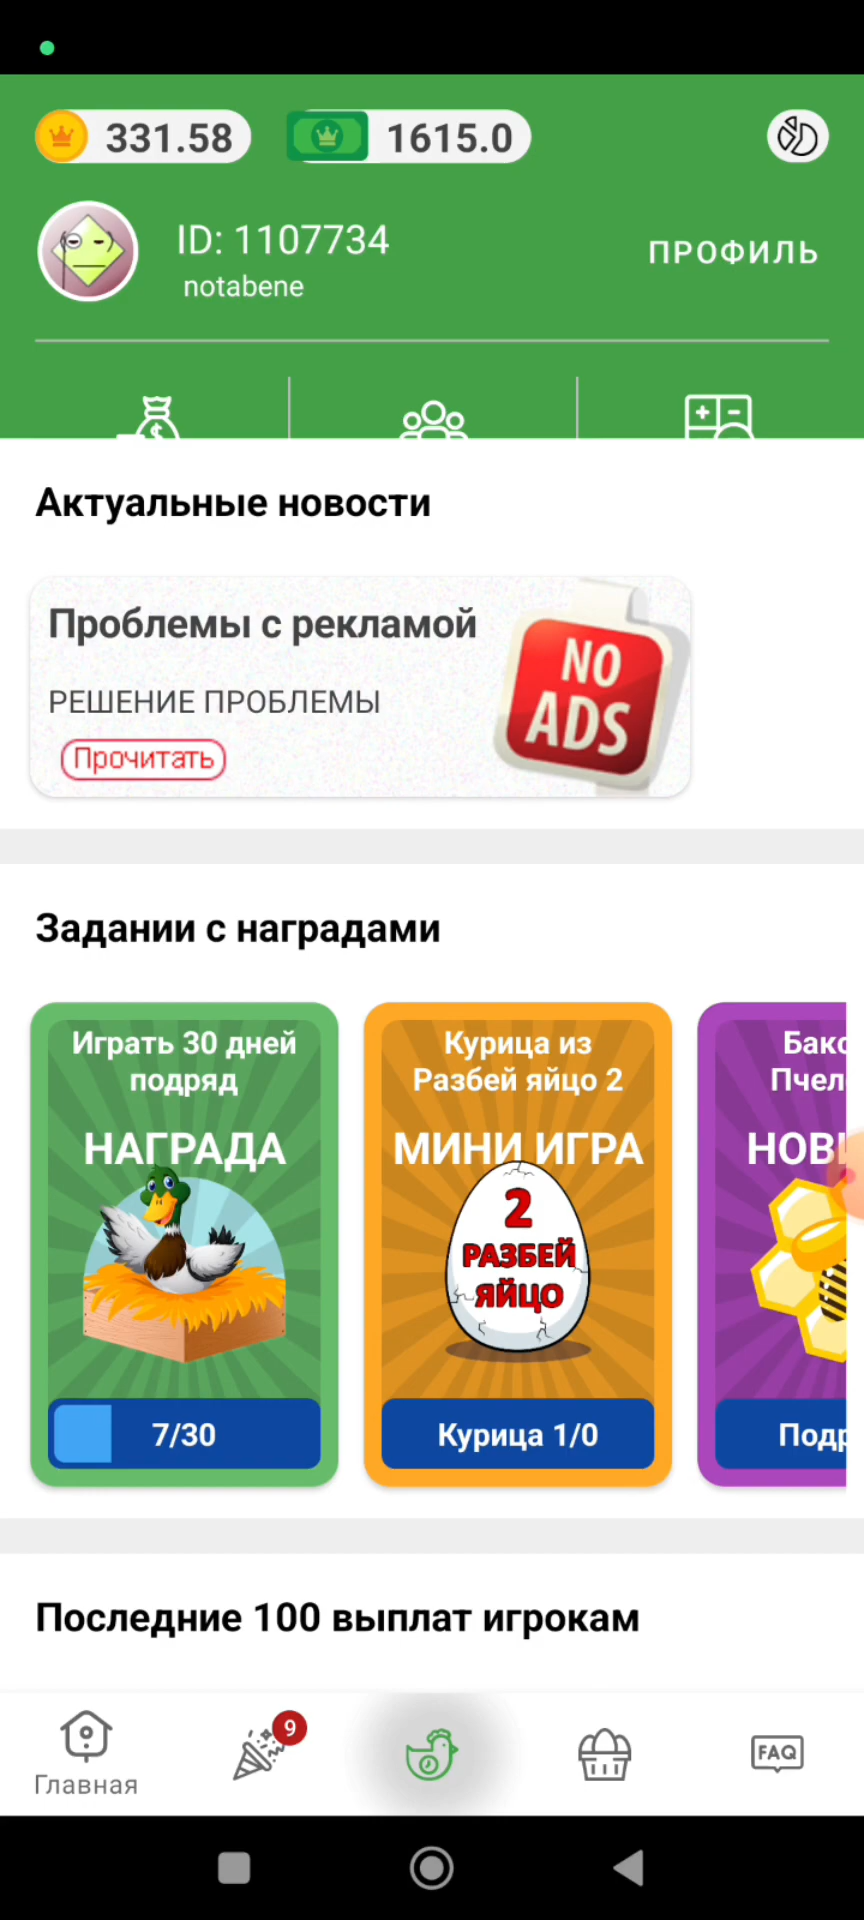 331.58
1615.0
ID: 1107734
ПРОФИЛЬ
notabene
Актуальные новости
Проблемы с рекламой
РЕШЕНИЕ ПРОБЛЕМЫ
Прочитать
NO
ADS
Задании с наградами
Играть 30 дней
подряд
НАГРАДА
7/30
Курица из
Разбей яйцо 2
МИНИ ИГРА
2
РАЗБЕЙ
ЯЙЦО
Курица 1/0
Последние 100 выплат игрокам
9
Главная
FAQ